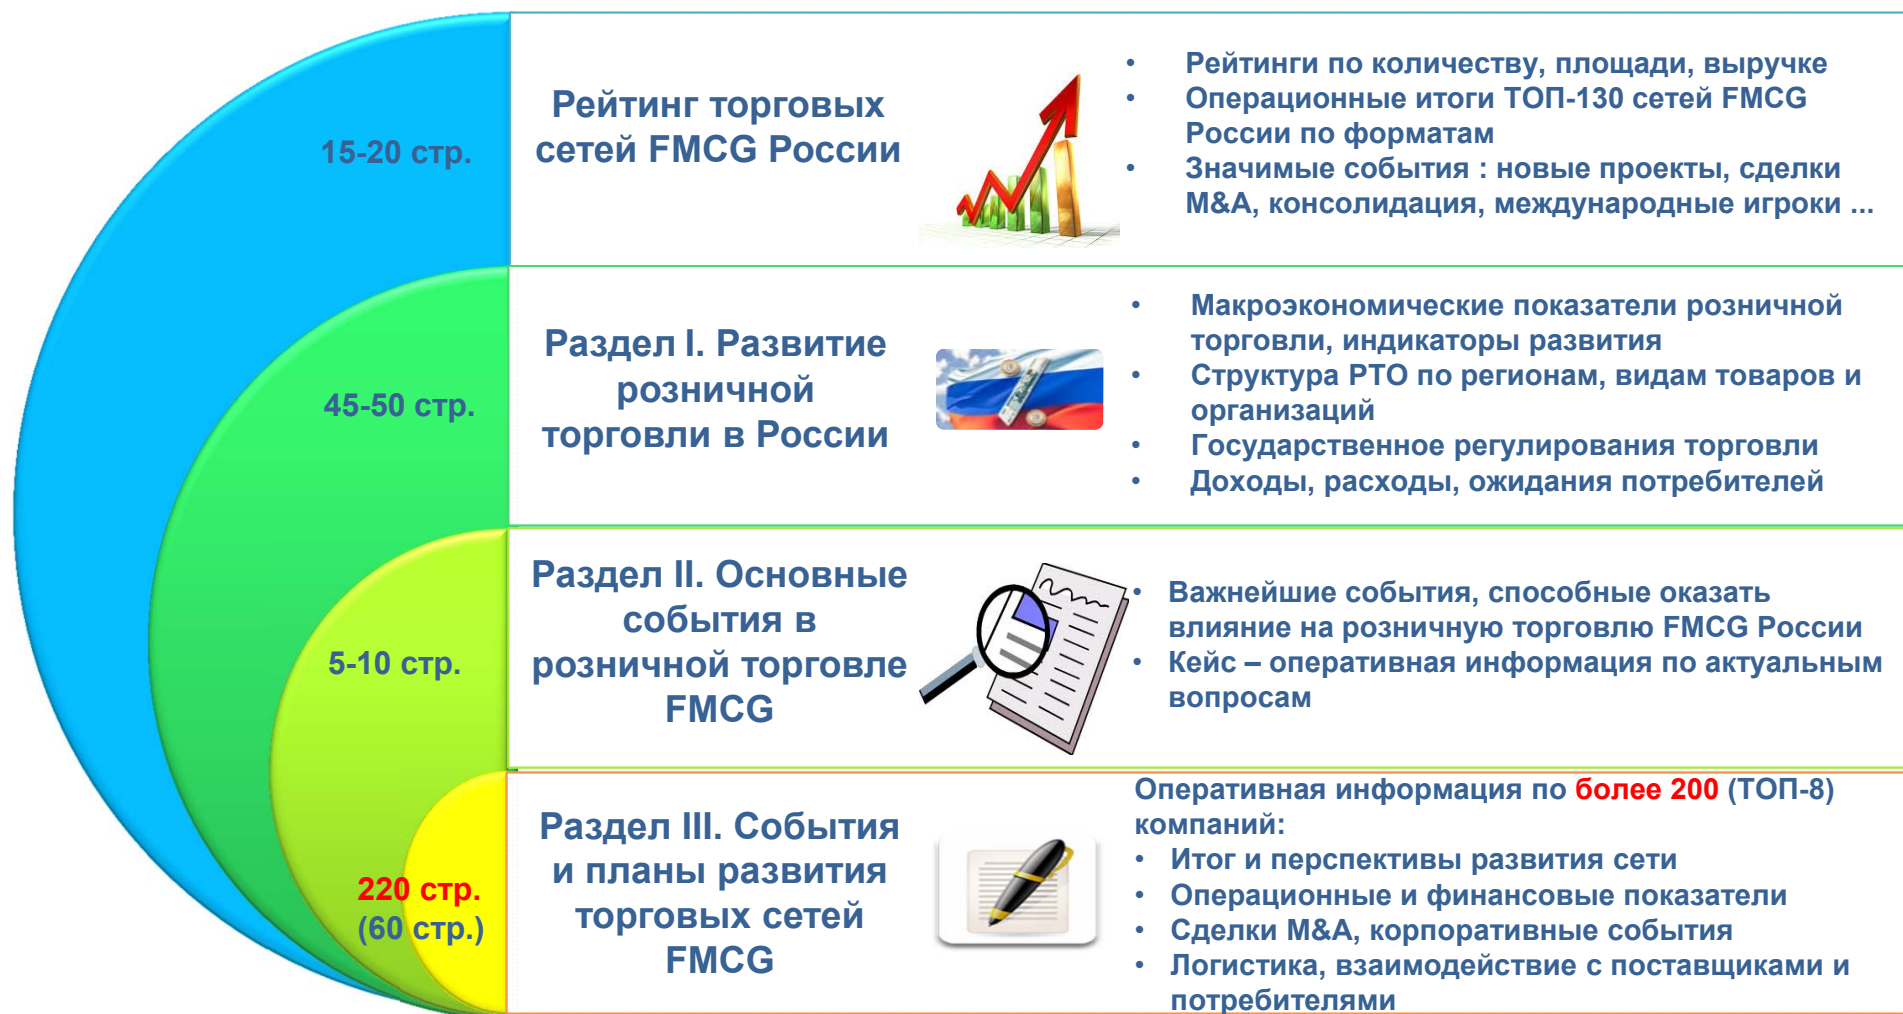 15-20 стр.
Рейтинг торговых
сетей FMCG России
• Рейтинги по количеству, площади, выручке
• Операционные итоги ТОП-130 сетей FMCG
России по форматам
• Значимые события : новые проекты, сделки
M&A, консолидация, международные игроки ...
45-50 стр.
Раздел I. Развитие
розничной
торговли в России
• Макроэкономические показатели розничной
торговли, индикаторы развития
• Структура РТО по регионам, видам товаров и
организаций
• Государственное регулирования торговли
• Доходы, расходы, ожидания потребителей
5-10 стр.
Раздел II. Основные
события в
розничной торговле
FMCG
• Важнейшие события, способные оказать
влияние на розничную торговлю FMCG России
• Кейс – оперативная информация по актуальным
вопросам
220 стр.
(60 стр.)
Раздел III. События
и планы развития
торговых сетей
FMCG
Оперативная информация по более 200 (ТОП-8)
компаний:
• Итог и перспективы развития сети
• Операционные и финансовые показатели
• Сделки M&A, корпоративные события
• Логистика, взаимодействие с поставщиками и
потребителями